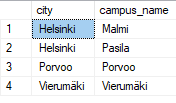 city campus_name
1 Helsinki Malmi
2 Helsinki Pasila
3 Porvoo Porvoo
4 Vierumäki Vierumäki